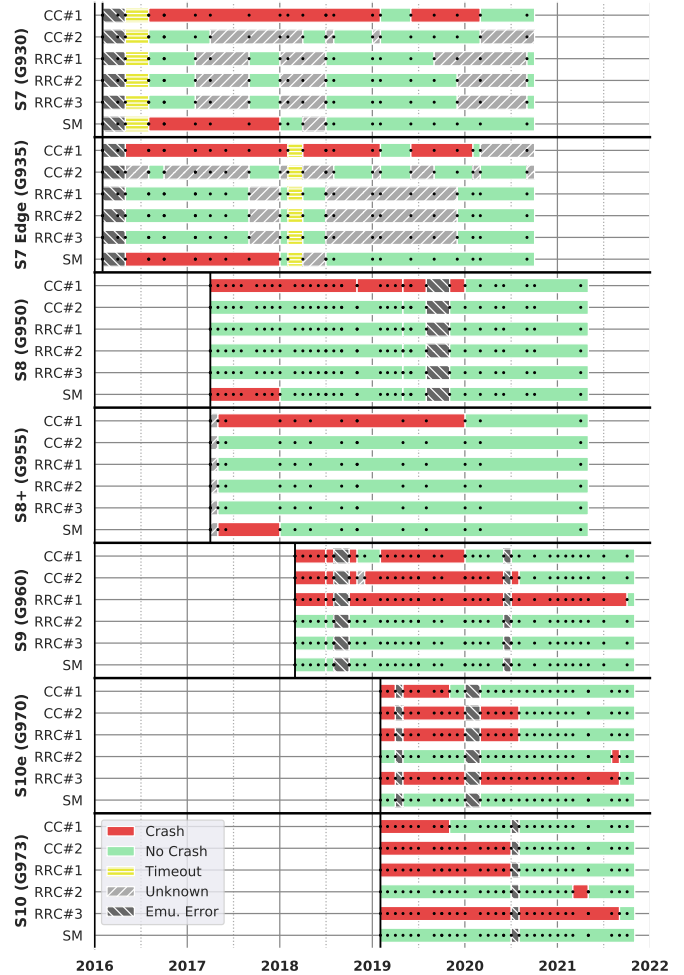 S7 (G930)
CC#1
CC#2
RRC#1
RRC#2
RRC#3
SM
S7 Edge (G935)
CC#1
CC#2
RRC#1
RRC#2
RRC#3
SM
S8 (G950)
CC#1
CC#2
RRC#1
RRC#2
RRC#3
SM
S8+ (G955)
CC#1
CC#2
RRC#1
RRC#2
RRC#3
SM
S9 (G960)
CC#1
CC#2
RRC#1
RRC#2
RRC#3
SM
S10e (G970)
CC#1
CC#2
RRC#1
RRC#2
RRC#3
SM
S10 (G973)
CC#1
CC#2
RRC#1
RRC#2
RRC#3
SM
Crash
No Crash
Timeout
Unknown
Emu. Error
2016 2017 2018 2019 2020 2021 2022